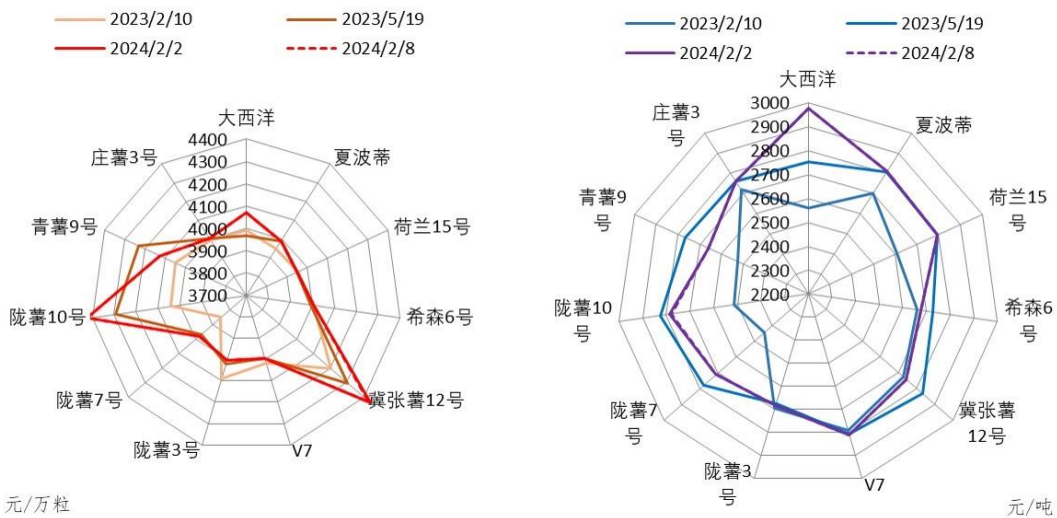 2023/2/10
2023/5/19
2024/2/2
2024/2/8
大西洋
4400
4300
4200
4100
4000
3900
3800
3700
夏波蒂
荷兰15号
希森6号
冀张薯12号
V7
陇薯3号
陇薯7号
陇薯10号
青薯9号
庄薯3号
元/万粒
2023/2/10
2023/5/19
2024/2/2
2024/2/8
大西洋
3000
2900
2800
2700
2600
2500
2400
2300
2200
夏波蒂
荷兰15
号
希森6
号
冀张薯
12号
V7
陇薯3
号
陇薯7
号
陇薯10
号
青薯9
号
庄薯3
号
元/吨